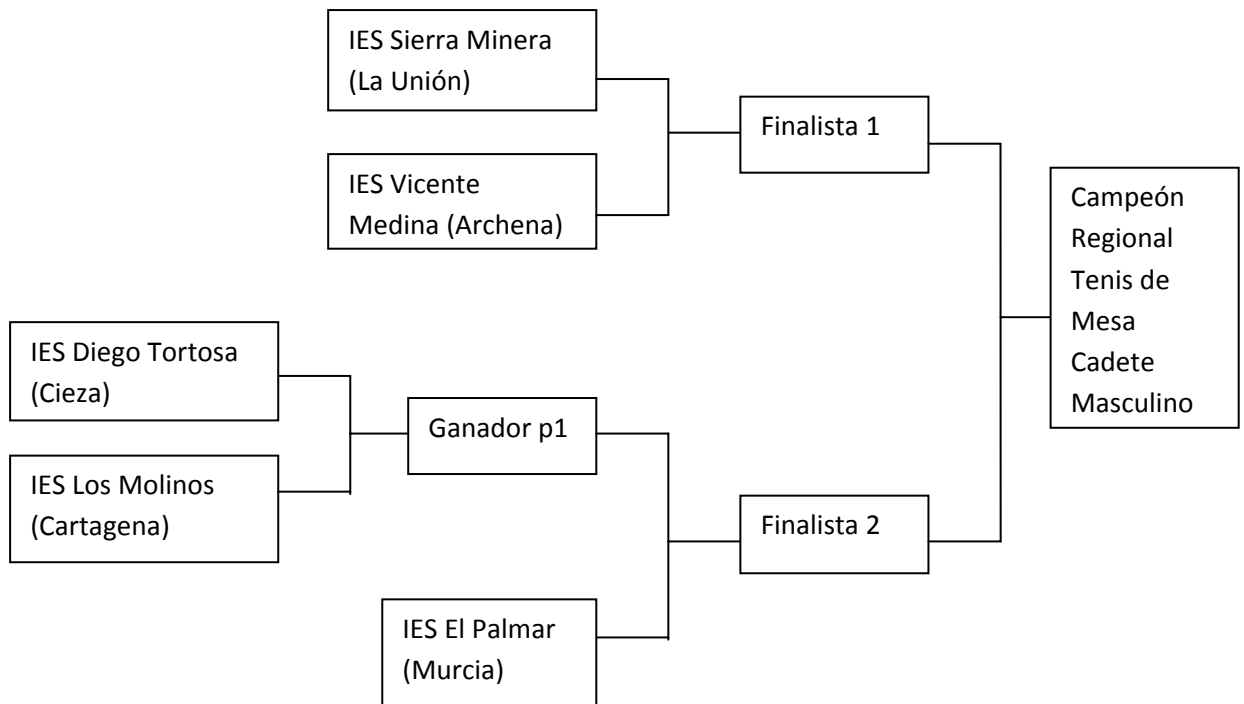 IES Sierra Minera
(La Unión)
Finalista 1
IES Vicente
Medina (Archena)
Campeón
Regional
Tenis de
Mesa
Cadete
Masculino
IES Diego Tortosa
(Cieza)
Ganador p1
IES Los Molinos
(Cartagena)
Finalista 2
IES El Palmar
(Murcia)